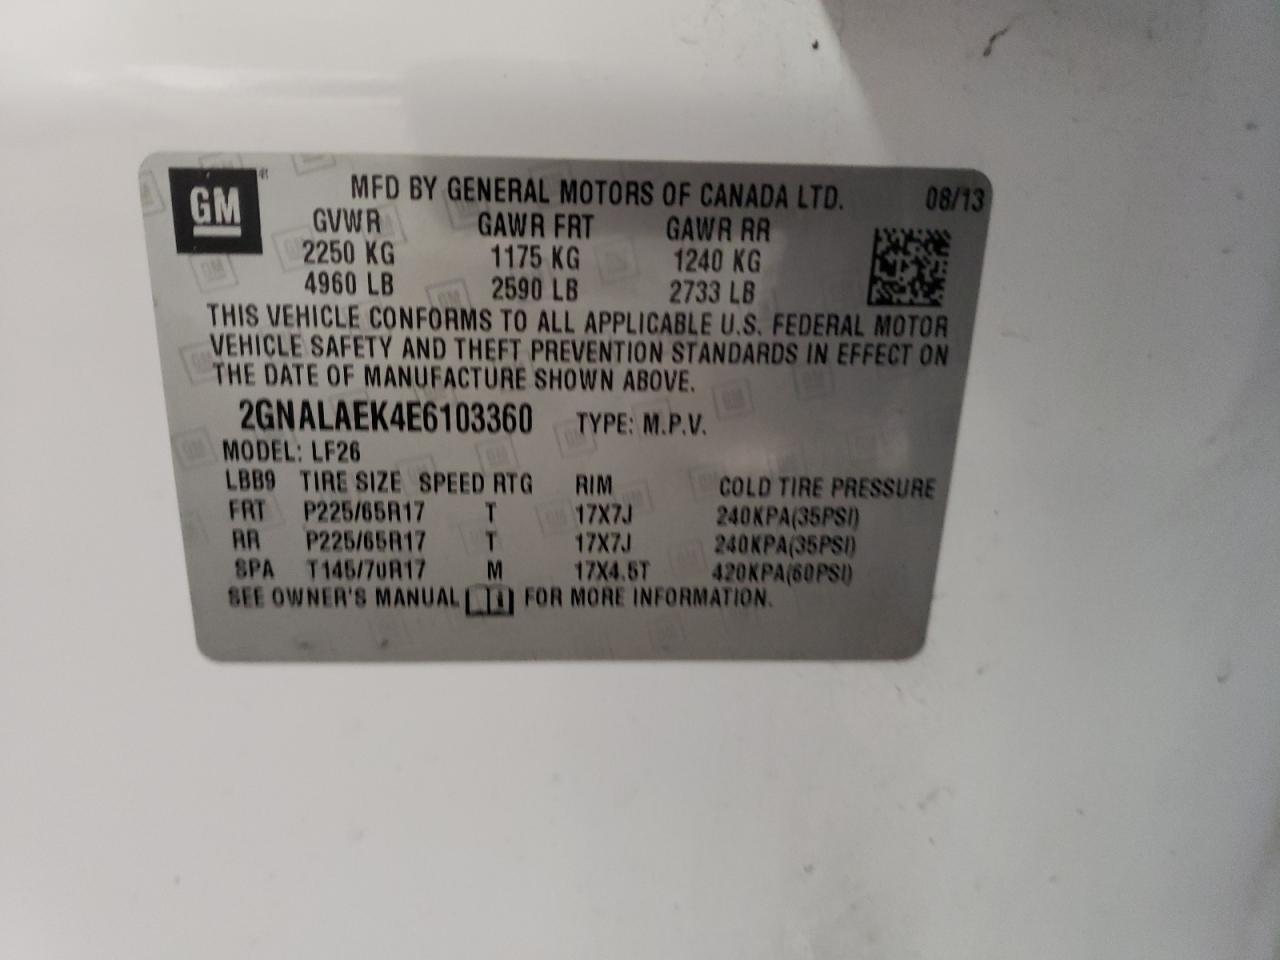 GM
MFD BY GENERAL MOTORS OF CANADA LTD. 08/13
GVWR GAWR FRT GAWR RR
2250 KG 1175 KG 1240 KG
4960 LB 2590 LB 2733 LB
THIS VEHICLE CONFORMS TO ALL APPLICABLE U.S. FEDERAL MOTOR
VEHICLE SAFETY AND THEFT PREVENTION STANDARDS IN EFFECT ON
THE DATE OF MANUFACTURE SHOWN ABOVE.
2GNALAEK4E6103360 TYPE: M.P.V.
MODEL: LF26
LBB9 TIRE SIZE SPEED RTG RIM COLD TIRE PRESSURE
FRT P225/65R17 T 17X7J 240KPA(35PSI)
RR P225/65R17 T 17X7J 240KPA(35PSI)
SPA T145/70R17 M 17X4.5T 420KPA(60PSI)
SEE OWNER'S MANUAL FOR MORE INFORMATION.